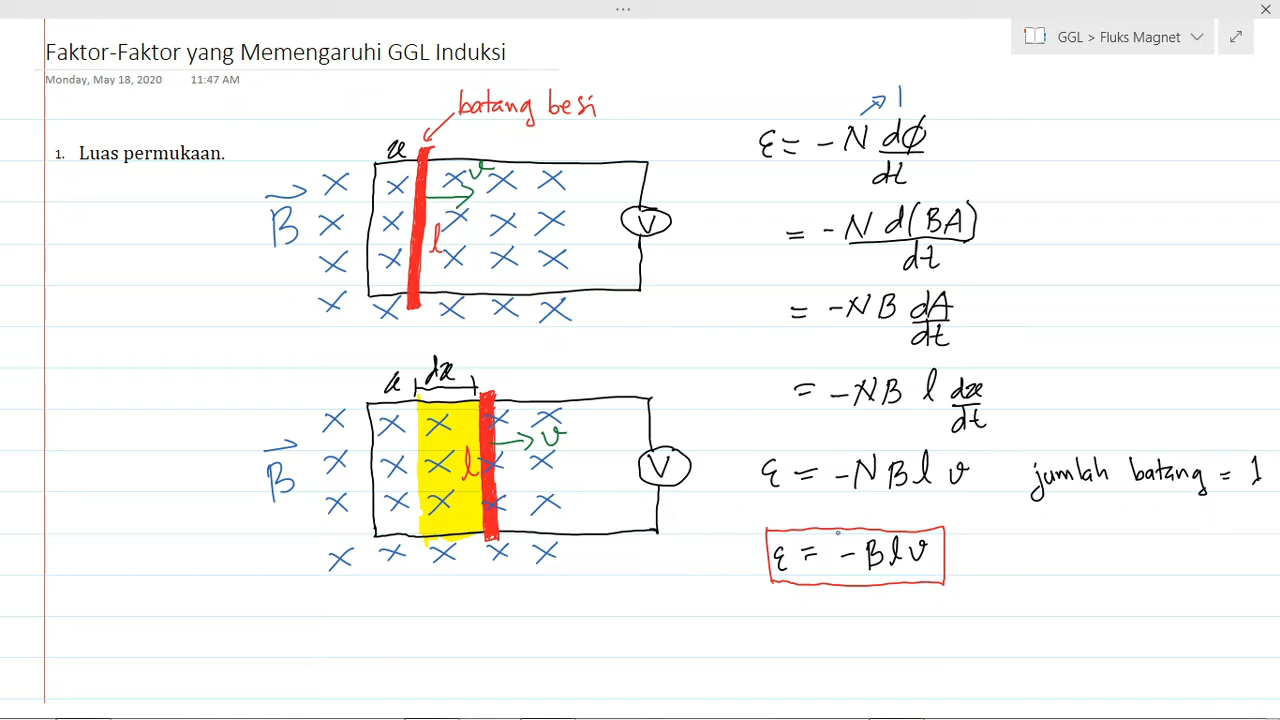 GGL > Fluks Magnet
Faktor-Faktor yang Memengaruhi GGL Induksi
Monday, May 18, 2020 11:47 AM
1. Luas permukaan.
batang besi
x
v
B
l
V
x dx
v
B
l
V
1
ε = -N dϕ/dt
= -N d(BA)/dt
= -NB dA/dt
= -NB l dx/dt
ε = -NBlv jumlah batang = 1
ε = -Blv